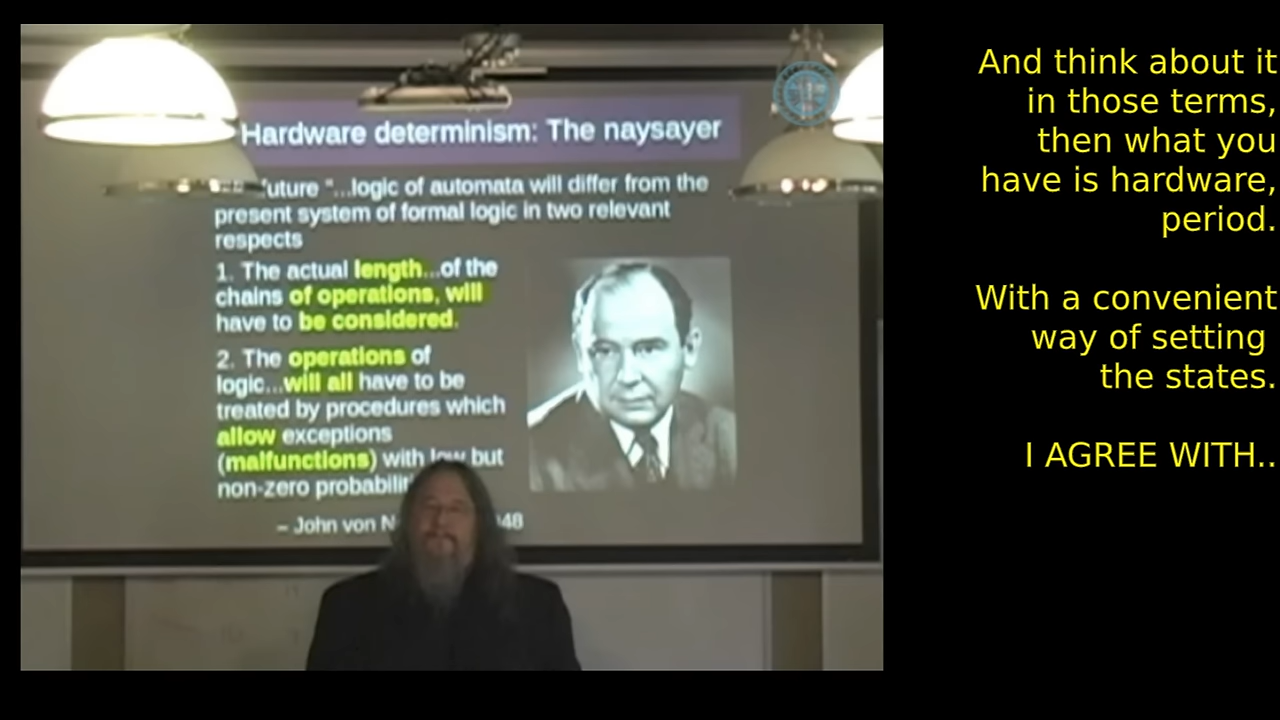 Hardware determinism: The naysayer
future "...logic of automata will differ from the
present system of formal logic in two relevant
respects
1. The actual length...of the
chains of operations, will
have to be considered.
2. The operations of
logic...will all have to be
treated by procedures which
allow exceptions
(malfunctions) with low but
non-zero
– John von
And think about it
in those terms,
then what you
have is hardware,
period.
With a convenient
way of setting
the states.
I AGREE WITH..